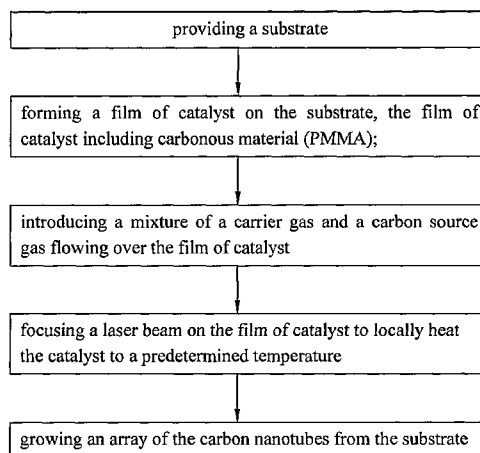 providing a substrate
forming a film of catalyst on the substrate, the film of
catalyst including carbonous material (PMMA);
introducing a mixture of a carrier gas and a carbon source
gas flowing over the film of catalyst
focusing a laser beam on the film of catalyst to locally heat
the catalyst to a predetermined temperature
growing an array of the carbon nanotubes from the substrate